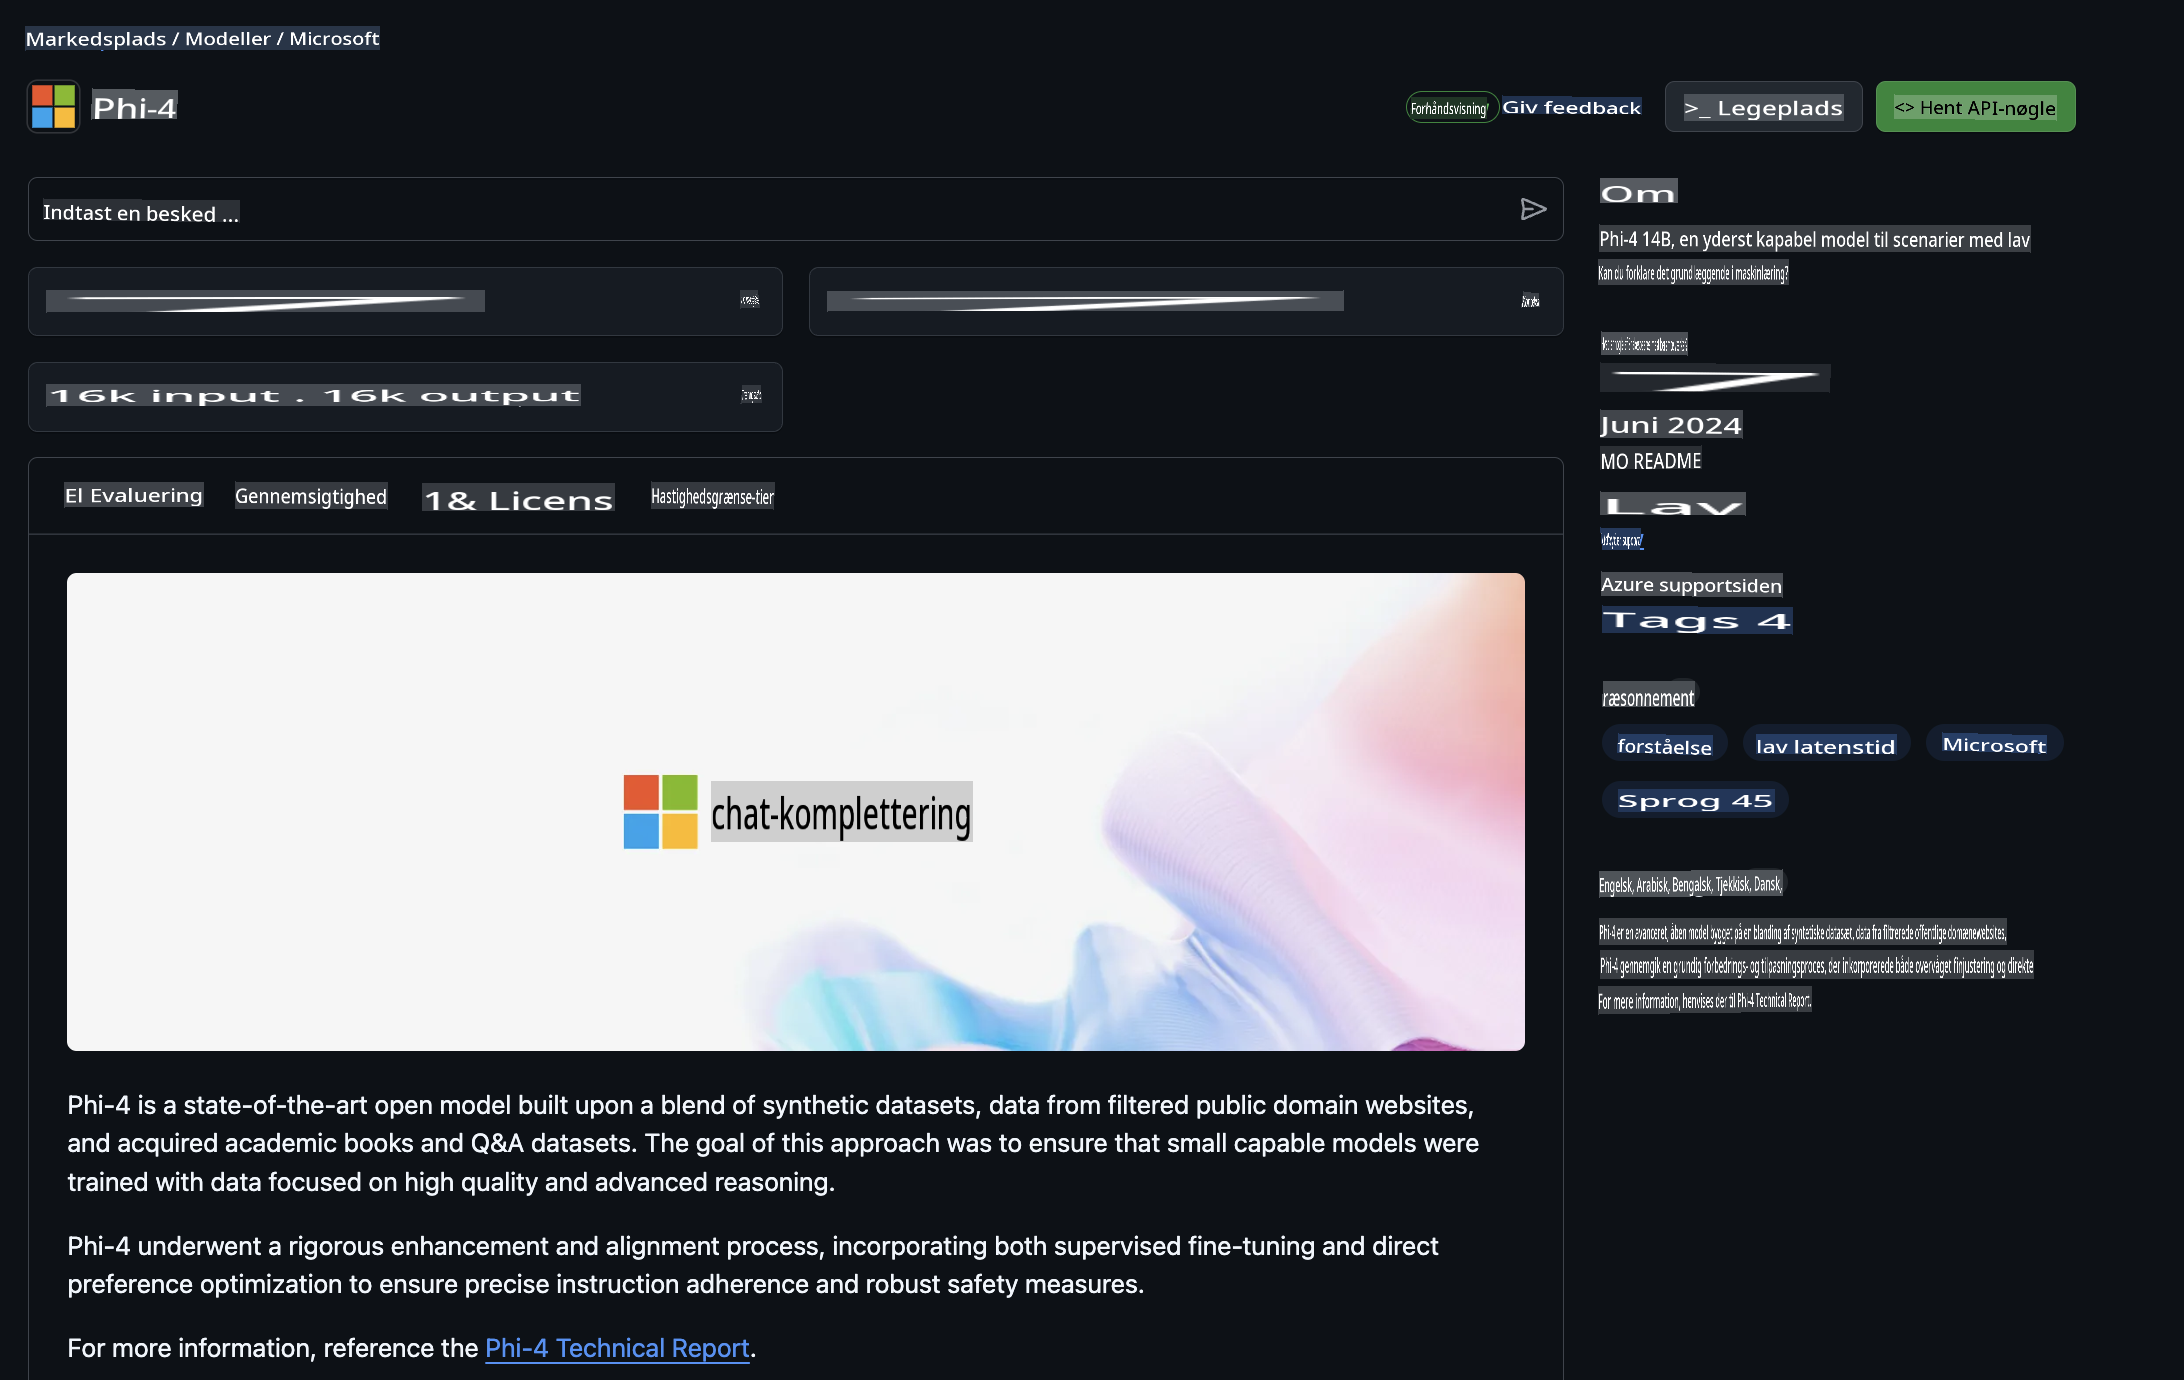 Markedsplads / Modeller / Microsoft
Phi-4
Forhåndsvisning
Giv feedback
>_ Legeplads
<> Hent API-nøgle
Indtast en besked ...
16k input . 16k output
El Evaluering
Gennemsigtighed
1& Licens
Hastighedsgrænse-tier
chat-komplettering
Phi-4 is a state-of-the-art open model built upon a blend of synthetic datasets, data from filtered public domain websites,
and acquired academic books and Q&A datasets. The goal of this approach was to ensure that small capable models were
trained with data focused on high quality and advanced reasoning.
Phi-4 underwent a rigorous enhancement and alignment process, incorporating both supervised fine-tuning and direct
preference optimization to ensure precise instruction adherence and robust safety measures.
For more information, reference the Phi-4 Technical Report.
Om
Phi-4 14B, en yderst kapabel model til scenarier med lav
Kan du forklare det grundlæggende i maskinlæring?
Juni 2024
MO README
Lav
Azure supportsiden
Tags 4
ræsonnement
forståelse
lav latenstid
Microsoft
Sprog 45
Engelsk, Arabisk, Bengalsk, Tjekkisk, Dansk,
Phi-4 er en avanceret, åben model bygget på en blanding af syntetiske datasæt, data fra filtrerede offentlige domænewebsites,
Phi-4 gennemgik en grundig forbedrings- og tilpasningsproces, der inkorporerede både overvåget finjustering og direkte
For mere information, henvises der til Phi-4 Technical Report.